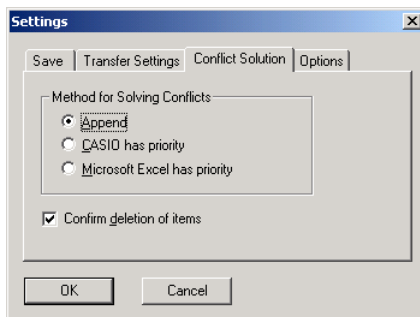 Settings
Save Transfer Settings Conflict Solution Options
Method for Solving Conflicts
Append
CASIO has priority
Microsoft Excel has priority
Confirm deletion of items
OK Cancel